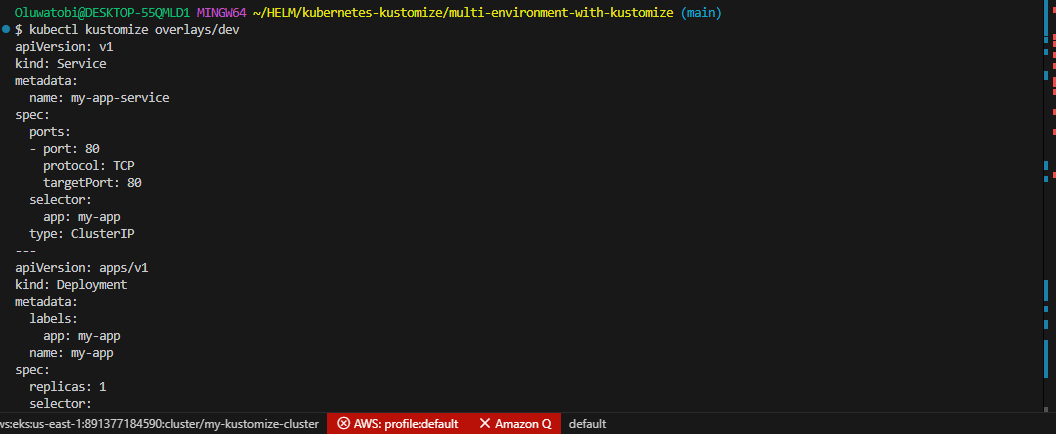 Oluwatobi@DESKTOP-55QMLD1 MINGW64 ~/HELM/kubernetes-kustomize/multi-environment-with-kustomize (main)
$ kubectl kustomize overlays/dev
apiVersion: v1
kind: Service
metadata:
  name: my-app-service
spec:
  ports:
  - port: 80
    protocol: TCP
    targetPort: 80
  selector:
    app: my-app
  type: ClusterIP
---
apiVersion: apps/v1
kind: Deployment
metadata:
  labels:
    app: my-app
  name: my-app
spec:
  replicas: 1
  selector:
ws:eks:us-east-1:891377184590:cluster/my-kustomize-cluster AWS: profile:default Amazon Q default